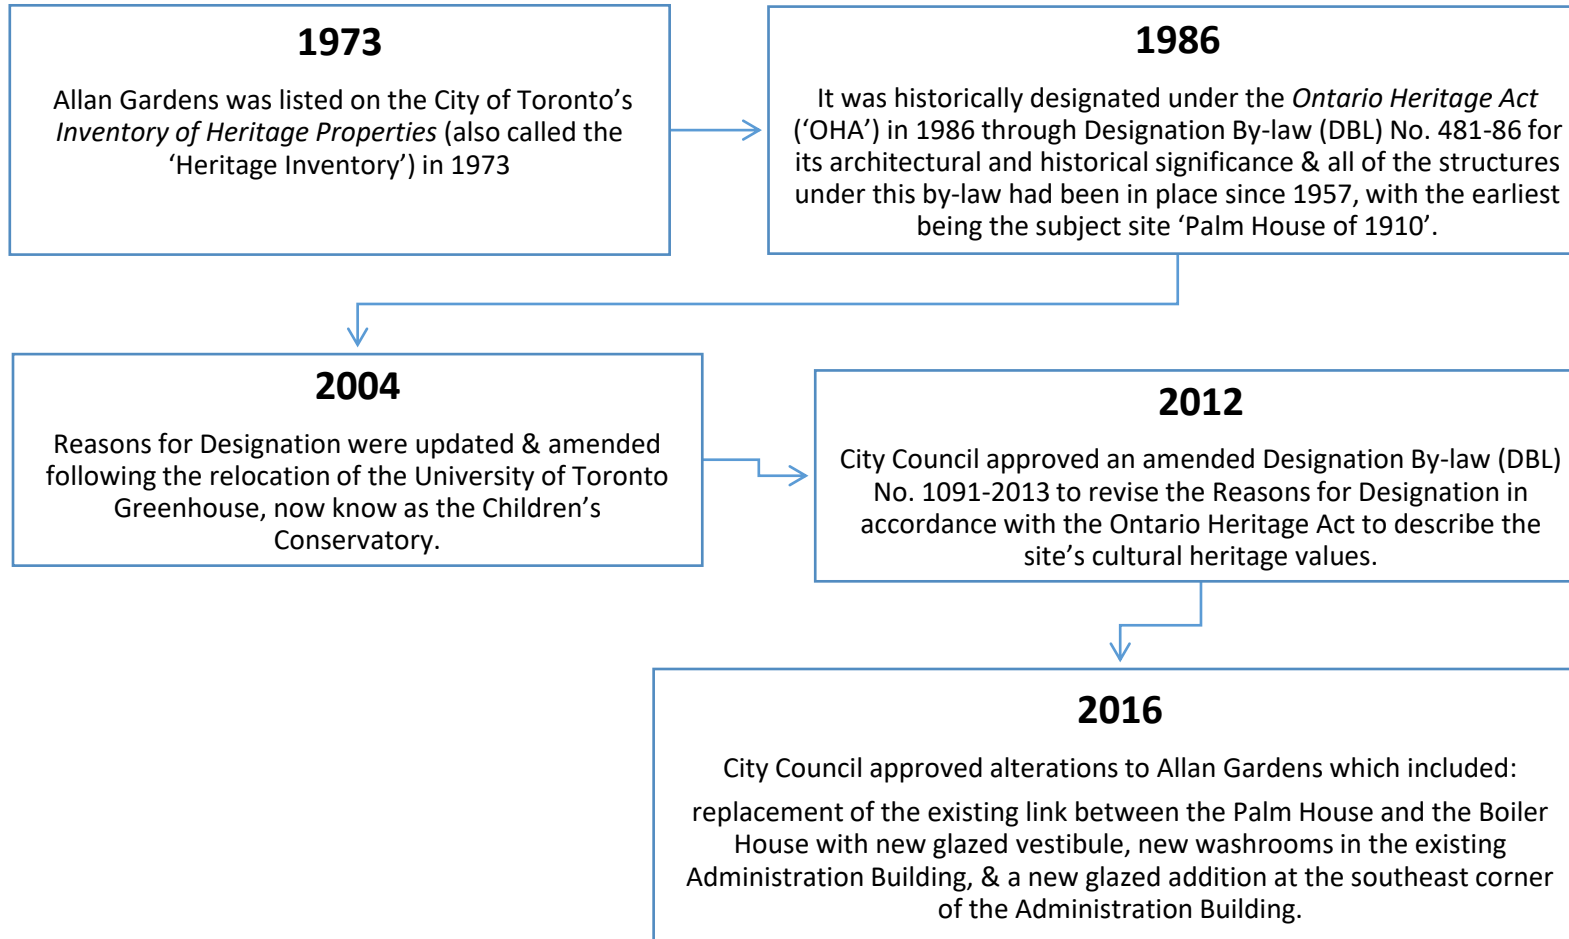 1973
Allan Gardens was listed on the City of Toronto’s
Inventory of Heritage Properties (also called the
‘Heritage Inventory’) in 1973
1986
It was historically designated under the Ontario Heritage Act
(‘OHA’) in 1986 through Designation By-law (DBL) No. 481-86 for
its architectural and historical significance & all of the structures
under this by-law had been in place since 1957, with the earliest
being the subject site ‘Palm House of 1910’.
2004
Reasons for Designation were updated & amended
following the relocation of the University of Toronto
Greenhouse, now know as the Children’s
Conservatory.
2012
City Council approved an amended Designation By-law (DBL)
No. 1091-2013 to revise the Reasons for Designation in
accordance with the Ontario Heritage Act to describe the
site’s cultural heritage values.
2016
City Council approved alterations to Allan Gardens which included:
replacement of the existing link between the Palm House and the Boiler
House with new glazed vestibule, new washrooms in the existing
Administration Building, & a new glazed addition at the southeast corner
of the Administration Building.